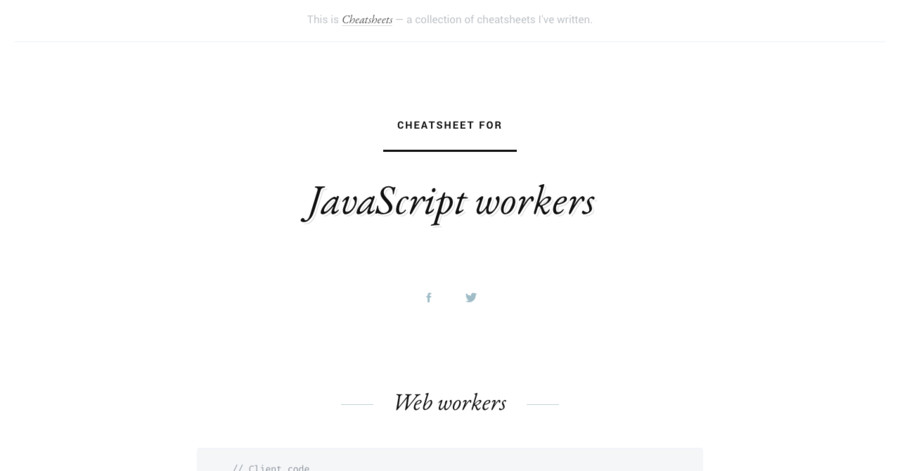 This is Cheatsheets — a collection of cheatsheets I've written.
CHEATSHEET FOR
JavaScript workers
Web workers
// Client code